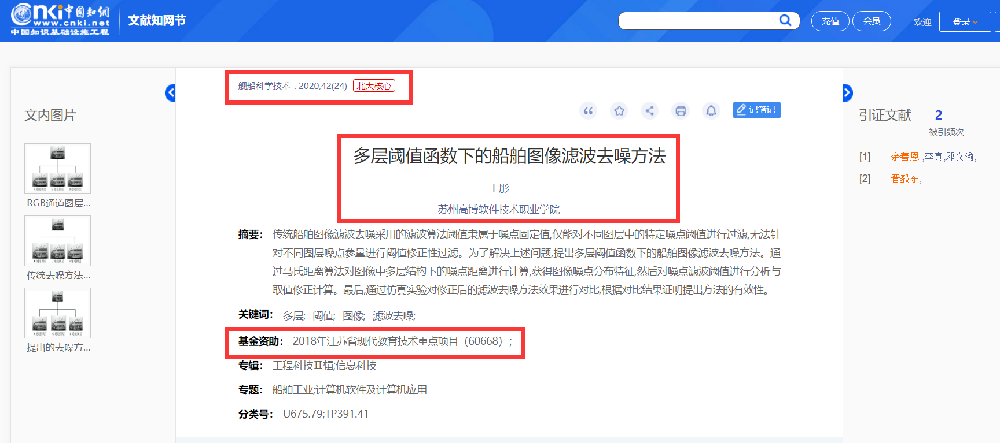 cnki中国知网
www.cnki.net
中国知识基础设施工程
文献知网节
充值
会员
欢迎
登录
文内图片
RGB通道图层...
传统去噪方法...
提出的去噪方...
舰船科学技术 . 2020,42(24) 北大核心
记笔记
多层阈值函数下的船舶图像滤波去噪方法
王彤
苏州高博软件技术职业学院
摘要： 传统船舶图像滤波去噪采用的滤波算法阈值隶属于噪点固定值,仅能对不同图层中的特定噪点阈值进行过滤,无法针
对不同图层噪点参量进行阈值修正性过滤。为了解决上述问题,提出多层阈值函数下的船舶图像滤波去噪方法。通
过马氏距离算法对图像中多层结构下的噪点距离进行计算,获得图像噪点分布特征,然后对噪点滤波阈值进行分析与
取值修正计算。最后,通过仿真实验对修正后的滤波去噪方法效果进行对比,根据对比结果证明提出方法的有效性。
关键词： 多层; 阈值; 图像; 滤波去噪;
基金资助： 2018年江苏省现代教育技术重点项目（60668）;
专辑： 工程科技Ⅱ辑;信息科技
专题： 船舶工业;计算机软件及计算机应用
分类号： U675.79;TP391.41
引证文献 2
被引频次
[1] 余善恩 ;李真;邓文渝;
[2] 晋毅东;